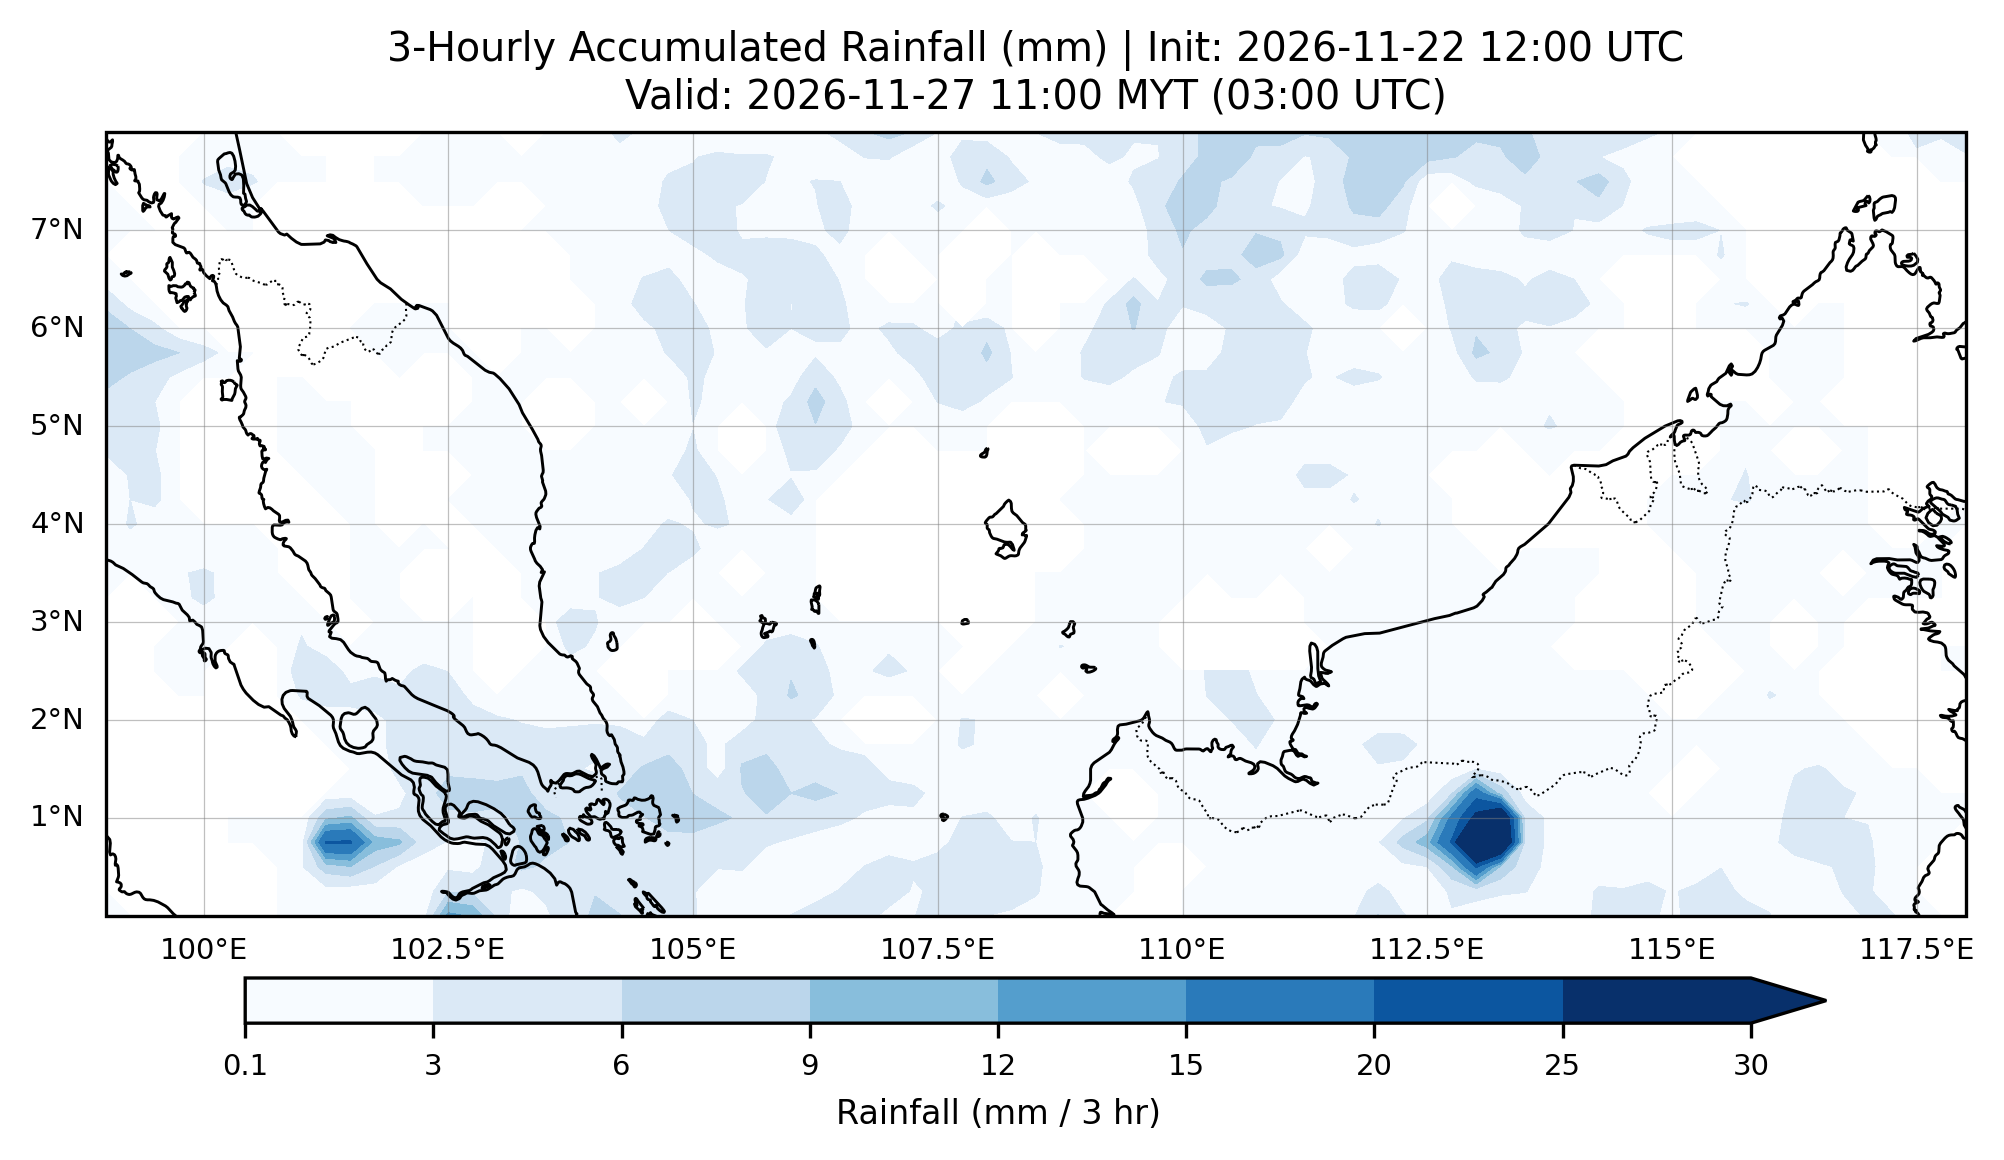 3-Hourly Accumulated Rainfall (mm) | Init: 2026-11-22 12:00 UTC
Valid: 2026-11-27 11:00 MYT (03:00 UTC)
7°N
6°N
5°N
4°N
3°N
2°N
1°N
100°E 102.5°E 105°E 107.5°E 110°E 112.5°E 115°E 117.5°E
0.1 3 6 9 12 15 20 25 30
Rainfall (mm / 3 hr)